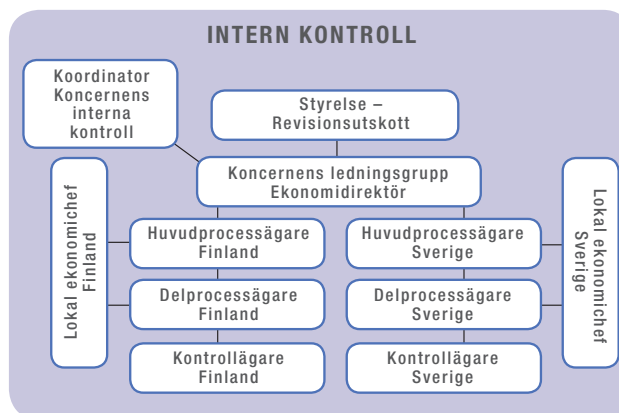 INTERN KONTROLL
Koordinator
Koncernens
interna
kontroll
Styrelse –
Revisionsutskott
Koncernens ledningsgrupp
Ekonomidirektör
Lokal ekonomichef
Finland
Huvudprocessägare
Finland
Huvudprocessägare
Sverige
Lokal ekonomichef
Sverige
Delprocessägare
Finland
Delprocessägare
Sverige
Kontrollägare
Finland
Kontrollägare
Sverige